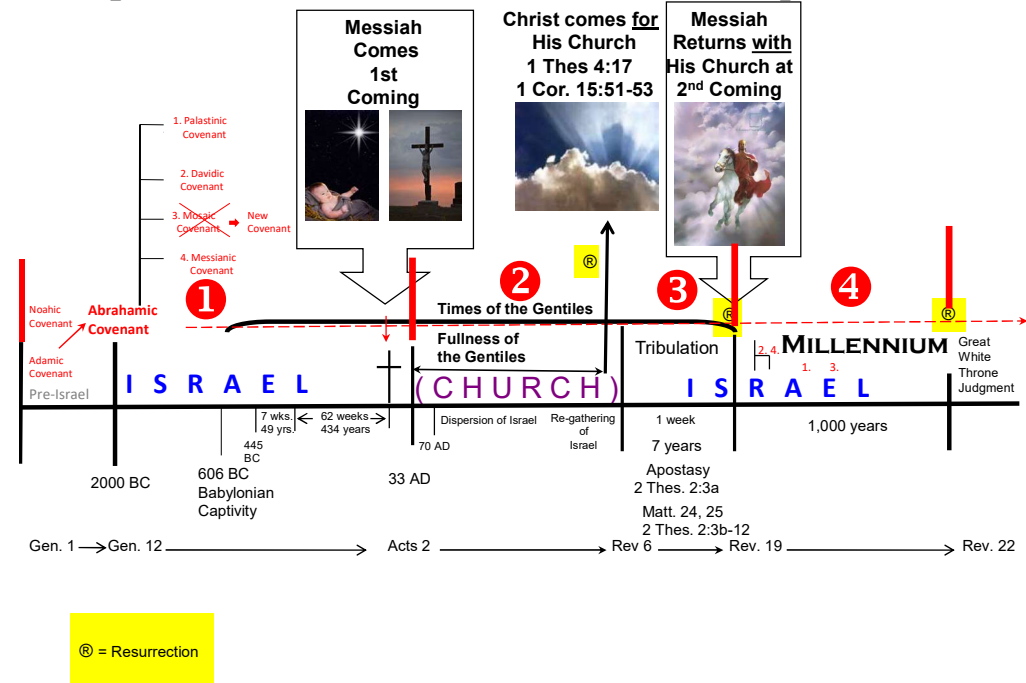 Messiah
Comes
1st
Coming
Christ comes for
His Church
1 Thes 4:17
1 Cor. 15:51-53
Messiah
Returns with
His Church at
2nd Coming
1. Palastinic
Covenant
2. Davidic
Covenant
3. Mosaic
Covenant
New
Covenant
4. Messianic
Covenant
Noahic
Covenant
Abrahamic
Covenant
Adamic
Covenant
Pre-Israel
1
2
3
4
®
®
®
Times of the Gentiles
Fullness of
the Gentiles
Tribulation
2. 4.
MILLENNIUM
1. 3.
Great
White
Throne
Judgment
ISRAEL
(CHURCH)
ISRAEL
7 wks.
49 yrs.
62 weeks
434 years
Dispersion of Israel
Re-gathering
of
Israel
1 week
7 years
1,000 years
445
BC
70 AD
2000 BC
606 BC
Babylonian
Captivity
33 AD
Apostasy
2 Thes. 2:3a
Matt. 24, 25
2 Thes. 2:3b-12
Gen. 1
Gen. 12
Acts 2
Rev 6
Rev. 19
Rev. 22
® = Resurrection